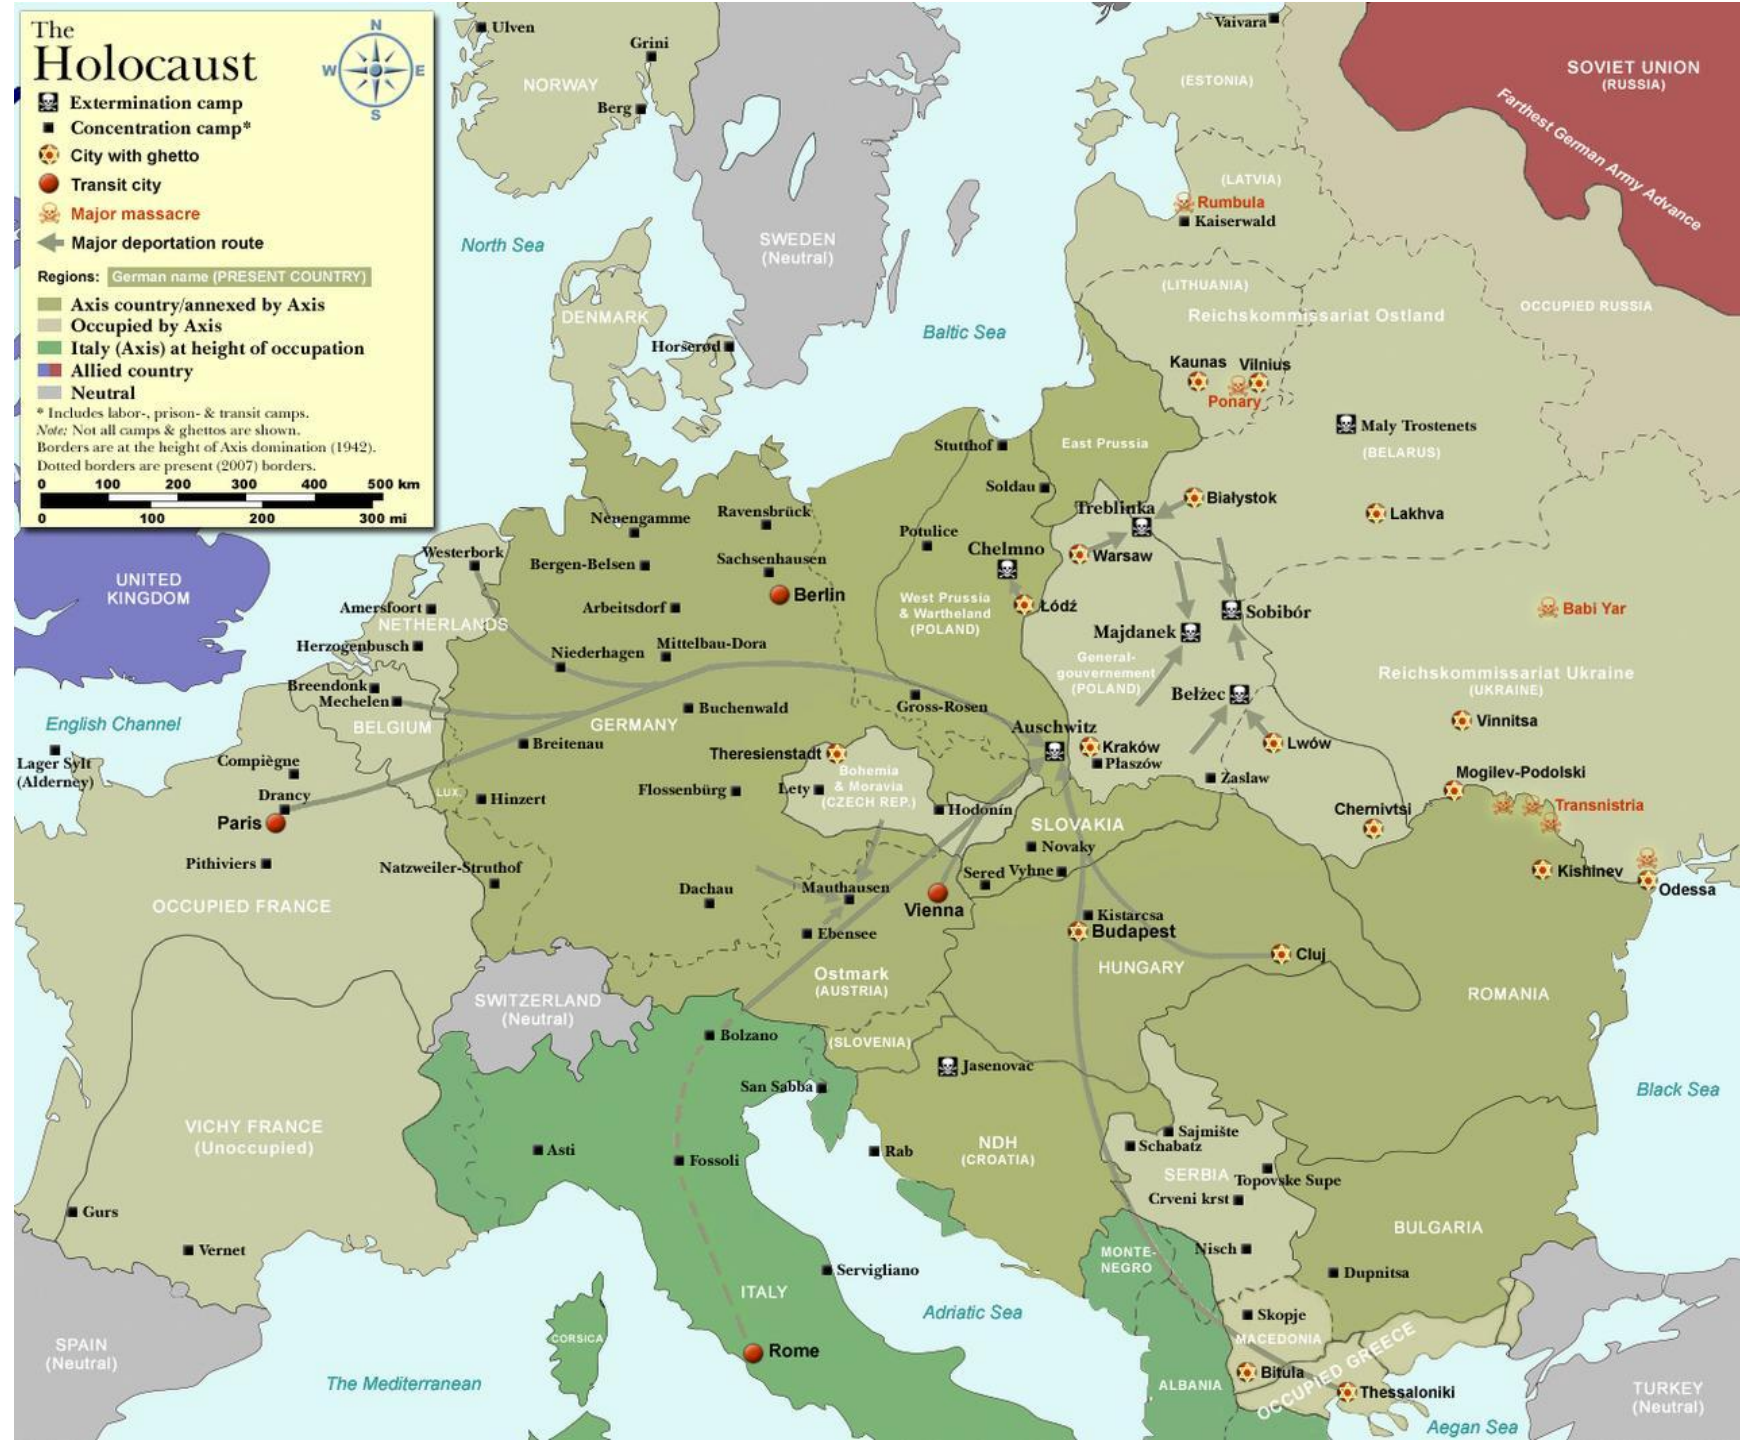 The
Holocaust
N
W E
S
Extermination camp
Concentration camp*
City with ghetto
Transit city
Major massacre
Major deportation route
Regions: German name (PRESENT COUNTRY)
Axis country/annexed by Axis
Occupied by Axis
Italy (Axis) at height of occupation
Allied country
Neutral
* Includes labor-, prison- & transit camps.
Note: Not all camps & ghettos are shown.
Borders are at the height of Axis domination (1942).
Dotted borders are present (2007) borders.
0 100 200 300 400 500 km
0 100 200 300 mi
Ulven
Grini
NORWAY
Berg
Vaivara
(ESTONIA)
SOVIET UNION
(RUSSIA)
Farthest German Army Advance
(LATVIA)
Rumbula
Kaiserwald
North Sea
SWEDEN
(Neutral)
(LITHUANIA)
Reichskommissariat Ostland
OCCUPIED RUSSIA
DENMARK
Horserød
Baltic Sea
Kaunas
Vilnius
Ponary
Maly Trostenets
(BELARUS)
Stutthof
East Prussia
Soldau
Treblinka
Białystok
Lakhva
Neuengamme
Ravensbrück
Potulice
Chelmno
Warsaw
Westerbork
Bergen-Belsen
Sachsenhausen
UNITED
KINGDOM
Berlin
Amersfoort
NETHERLANDS
Arbeitsdorf
West Prussia
& Wartheland
(POLAND)
Łódź
Sobibór
Babi Yar
Majdanek
Herzogenbusch
Niederhagen
Mittelbau-Dora
General-
gouvernement
(POLAND)
Reichskommissariat Ukraine
(UKRAINE)
Breendonk
Mechelen
BELGIUM
Bełżec
Gross-Rosen
English Channel
GERMANY
Buchenwald
Auschwitz
Vinnitsa
Breitenau
Theresienstadt
Kraków
Płaszów
Lwów
Lager Sylt
(Alderney)
Compiègne
Bohemia
& Moravia
(CZECH REP.)
Zaslaw
Mogilev-Podolski
Drancy
LUX.
Hinzert
Flossenbürg
Lety
Hodonín
Transnistria
Chernivtsi
Paris
SLOVAKIA
Novaky
Pithiviers
Natzweiler-Struthof
Sered
Vyhne
Kishinev
Dachau
Mauthausen
Odessa
OCCUPIED FRANCE
Vienna
Kistarcsa
Budapest
Ebensee
Cluj
HUNGARY
Ostmark
(AUSTRIA)
ROMANIA
SWITZERLAND
(Neutral)
Bolzano
(SLOVENIA)
Jasenovac
San Sabba
Black Sea
VICHY FRANCE
(Unoccupied)
Asti
Fossoli
Rab
NDH
(CROATIA)
Sajmište
Schabatz
SERBIA
Topovske Supe
Crveni krst
Gurs
BULGARIA
Vernet
MONTE-
NEGRO
Nisch
Servigliano
Dupnitsa
ITALY
Adriatic Sea
Skopje
CORSICA
MACEDONIA
SPAIN
(Neutral)
Rome
OCCUPIED GREECE
Bitula
The Mediterranean
ALBANIA
Thessaloniki
TURKEY
(Neutral)
Aegan Sea